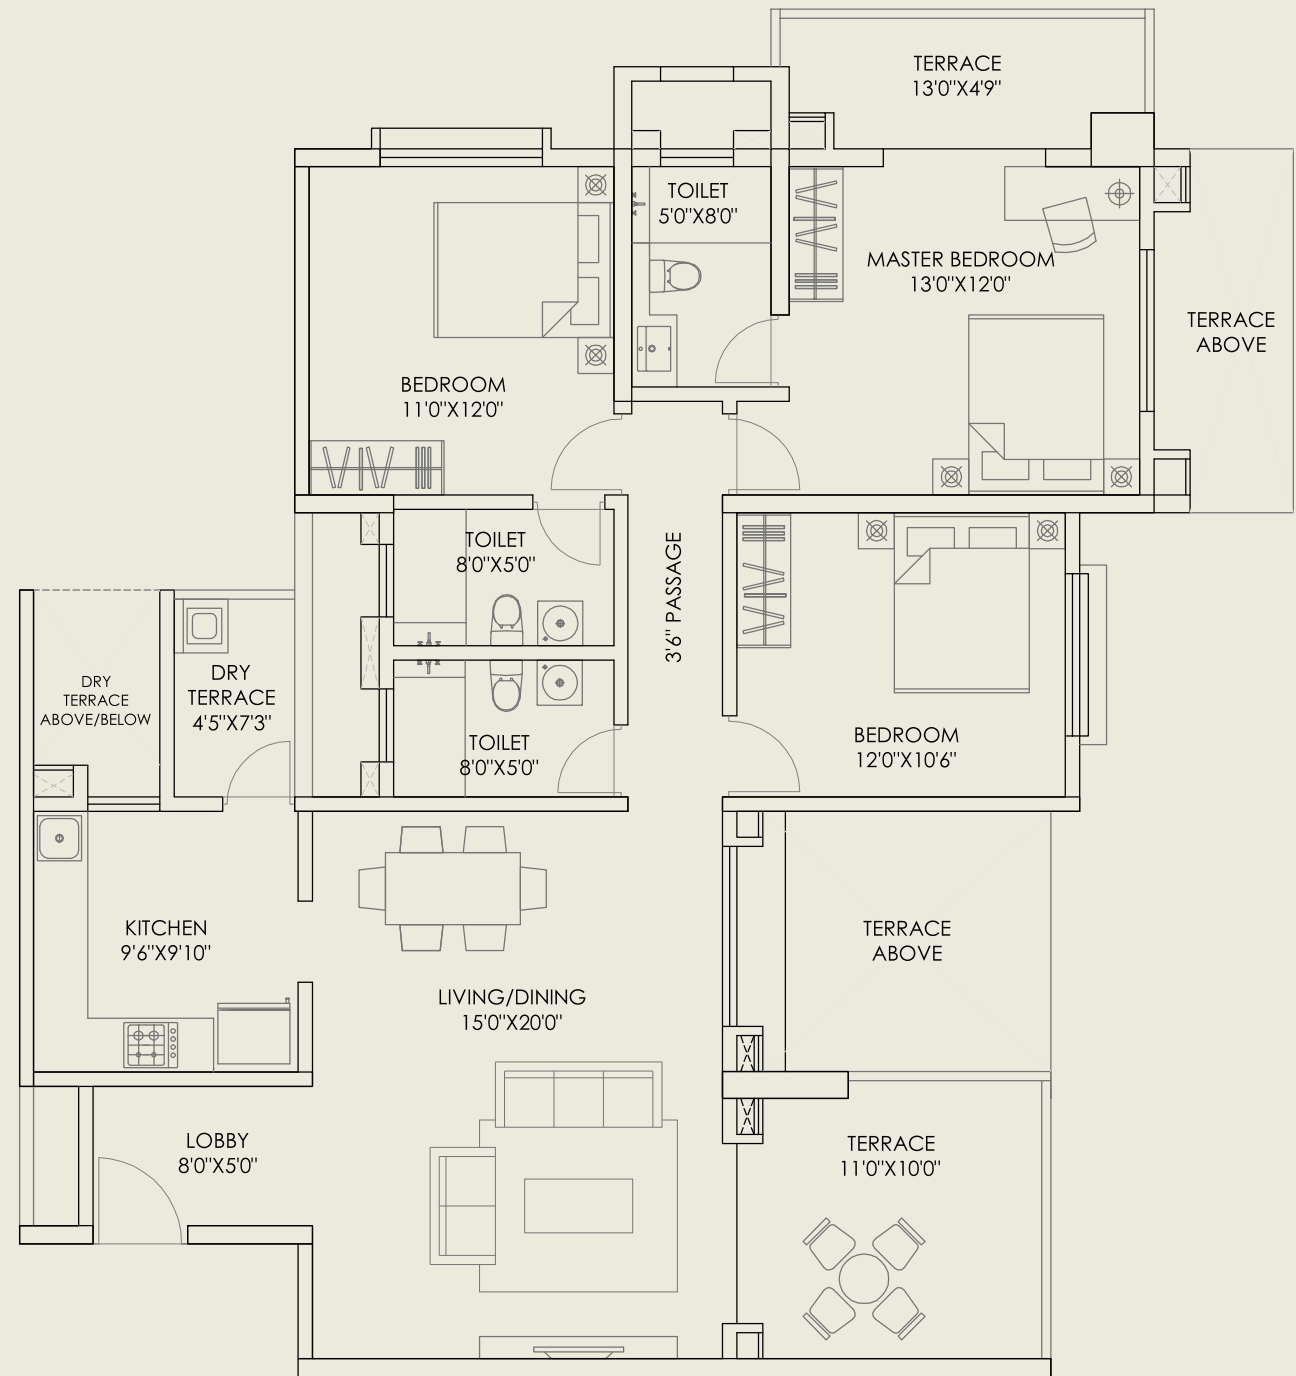 TERRACE
13'0"X4'9"
TOILET
5'0"X8'0"
MASTER BEDROOM
13'0"X12'0"
TERRACE
ABOVE
BEDROOM
11'0"X12'0"
TOILET
8'0"X5'0"
3'6" PASSAGE
DRY
TERRACE
ABOVE/BELOW
DRY
TERRACE
4'5"X7'3"
TOILET
8'0"X5'0"
BEDROOM
12'0"X10'6"
KITCHEN
9'6"X9'10"
TERRACE
ABOVE
LIVING/DINING
15'0"X20'0"
LOBBY
8'0"X5'0"
TERRACE
11'0"X10'0"